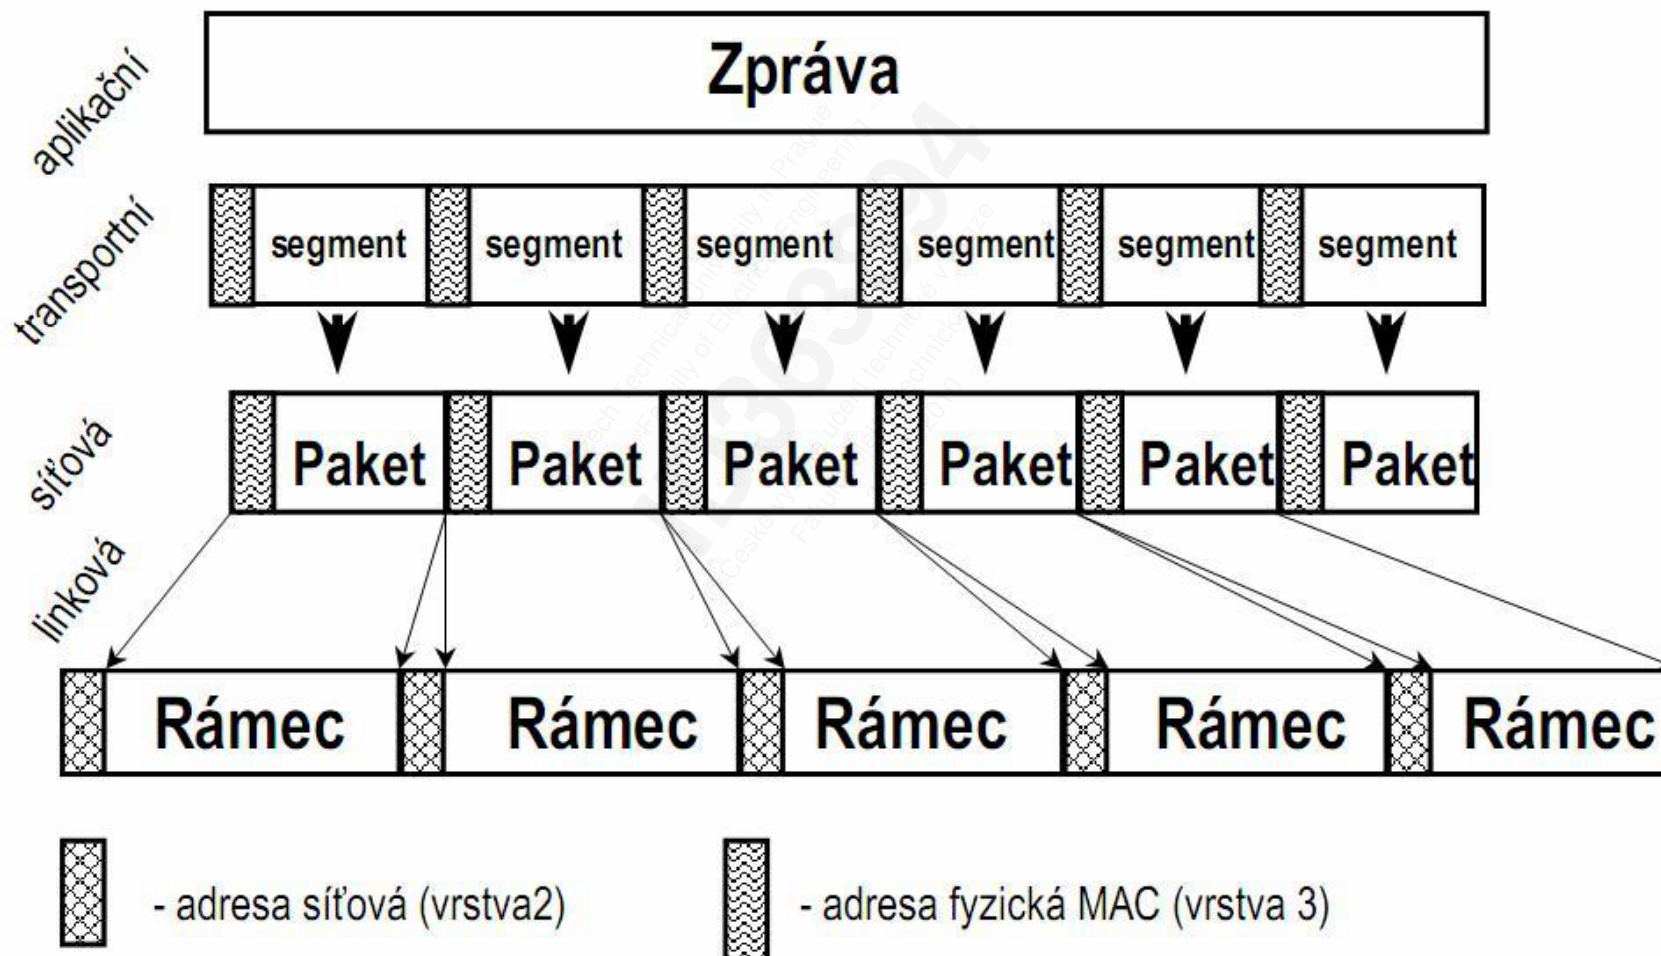 aplikační
Zpráva
transportní
segment segment segment segment segment segment
síťová
Paket Paket Paket Paket Paket Paket
linková
Rámec Rámec Rámec Rámec Rámec
- adresa síťová (vrstva2)
- adresa fyzická MAC (vrstva 3)